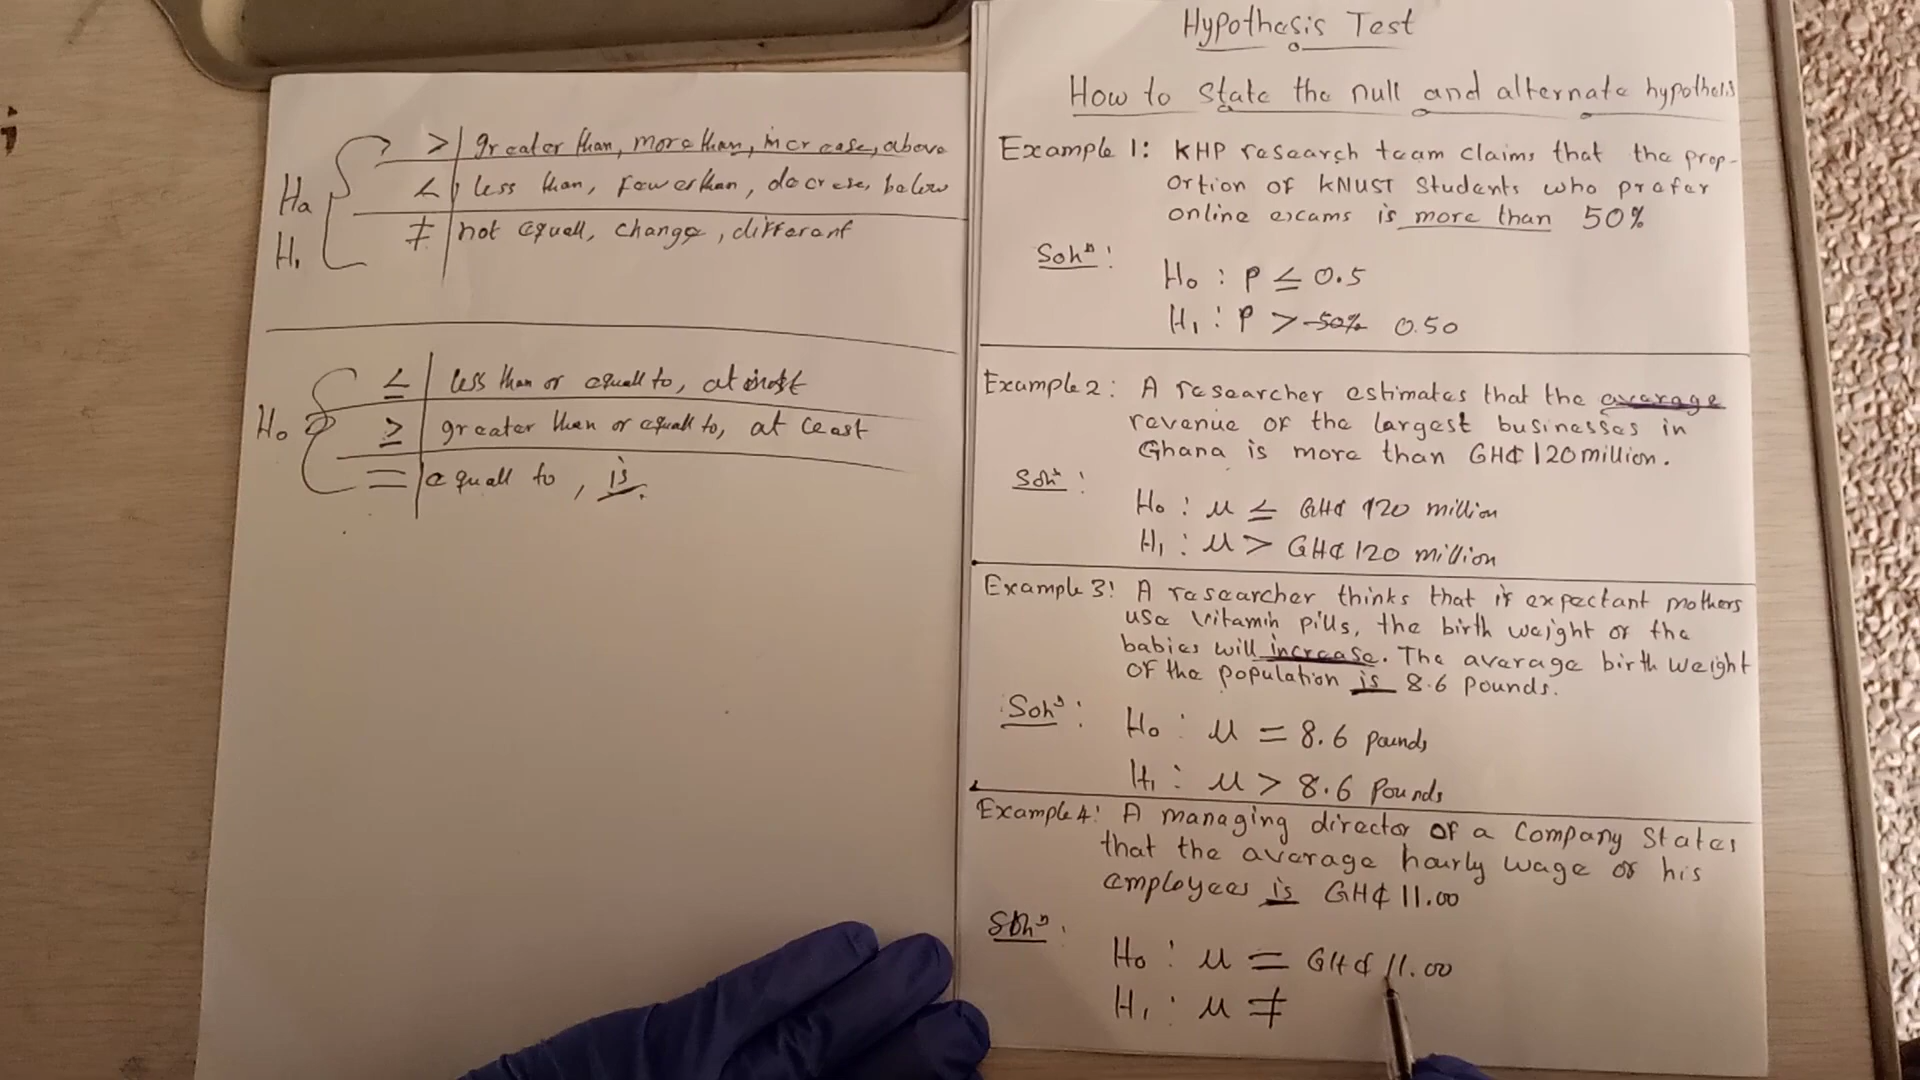 Ha
H₁
> greater than, more than, increase, above
< less than, fewer than, decrease, below
≠ not equall, change, different
H₀
≤ less than or equall to, at most
≥ greater than or equall to, at least
= equall to, is.
Hypothesis Test
How to state the null and alternate hypothesis
Example 1: KHP research team claims that the prop-
ortion of KNUST students who prefer
online exams is more than 50%
Solⁿ:
H₀ : P ≤ 0.5
H₁ : P > 50% 0.50
Example 2: A researcher estimates that the average
revenue of the largest businesses in
Ghana is more than GH₵ 120 million.
Solⁿ:
H₀ : μ ≤ GH₵ 120 million
H₁ : μ > GH₵ 120 million
Example 3: A researcher thinks that if expectant mothers
use vitamin pills, the birth weight of the
babies will increase. The average birth weight
of the population is 8.6 pounds.
Solⁿ:
H₀ : μ = 8.6 pounds
H₁ : μ > 8.6 Pounds
Example 4: A managing director of a Company States
that the average hourly wage of his
employees is GH₵ 11.00
Solⁿ:
H₀ : μ = GH₵ 11.00
H₁ : μ ≠